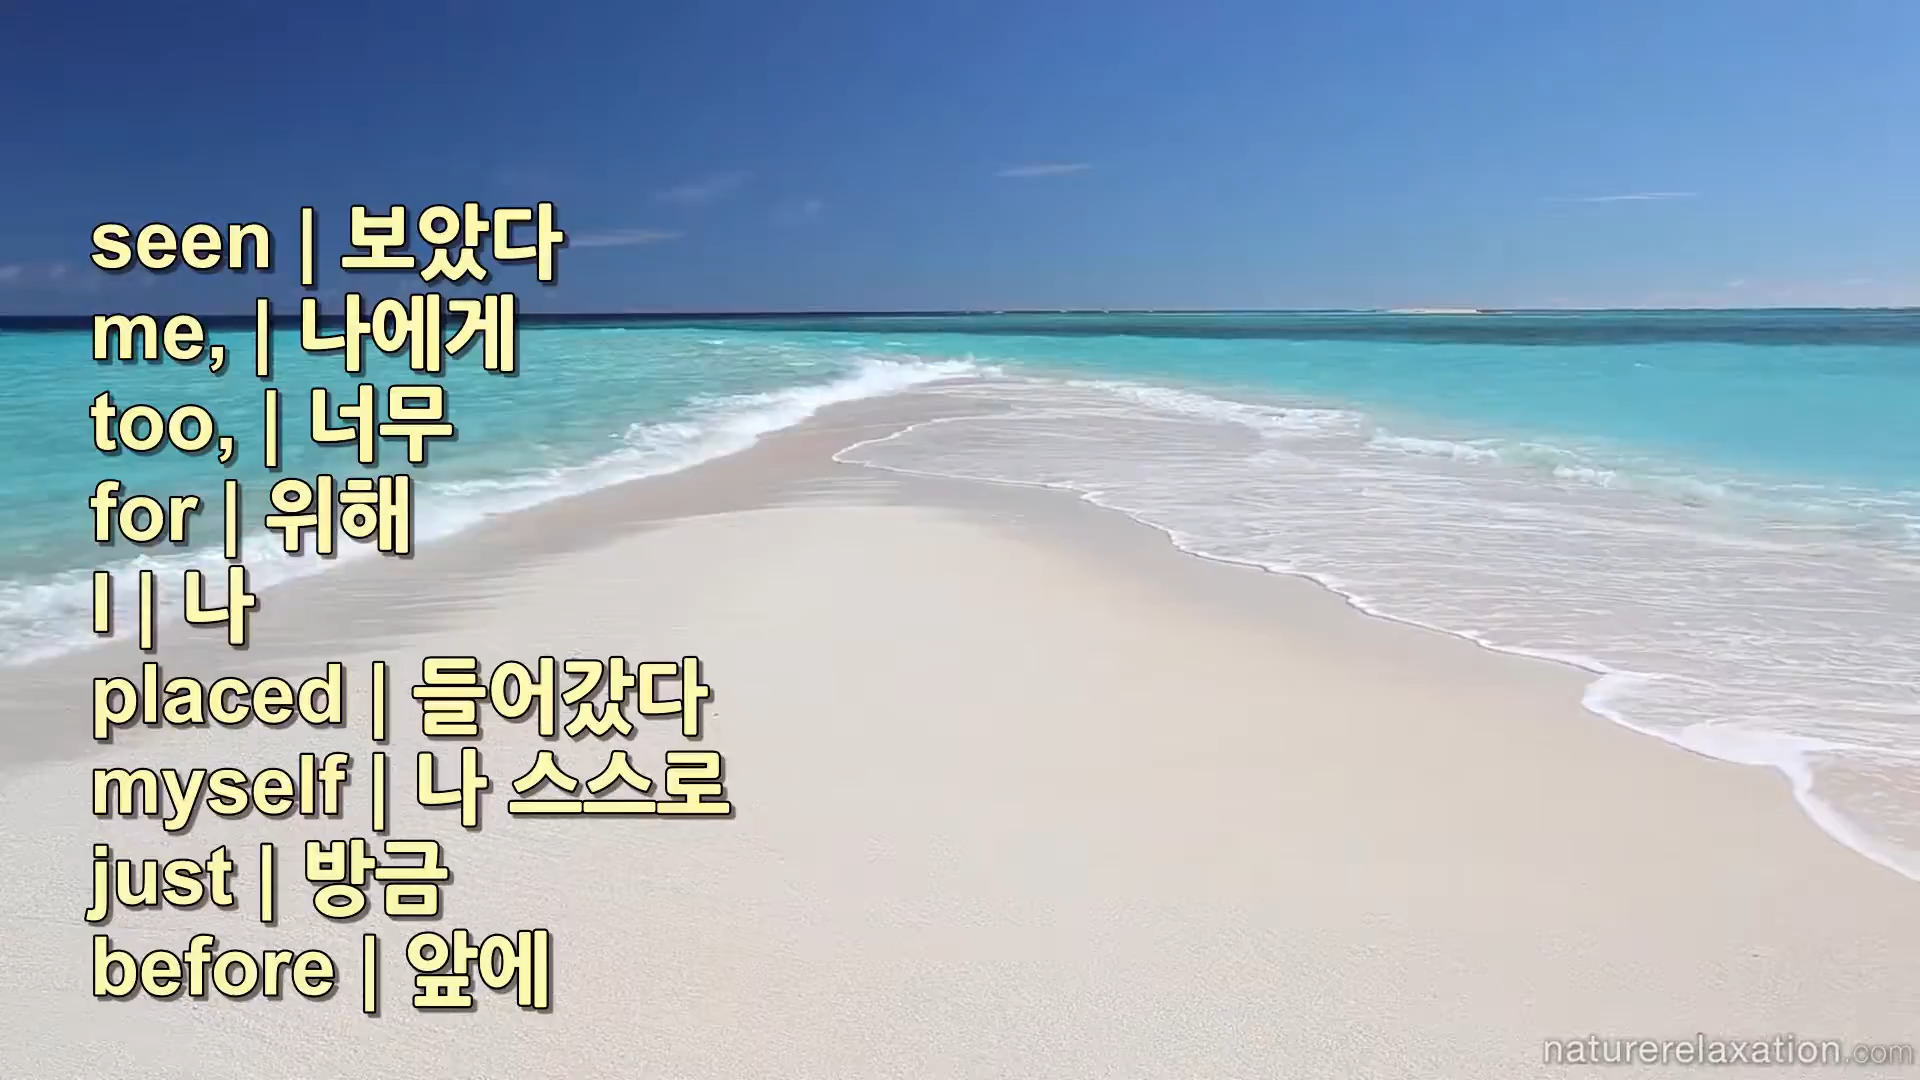 seen | 보았다
me, | 나에게
too, | 너무
for | 위해
I | 나
placed | 들어갔다
myself | 나 스스로
just | 방금
before | 앞에
naturerelaxation.com